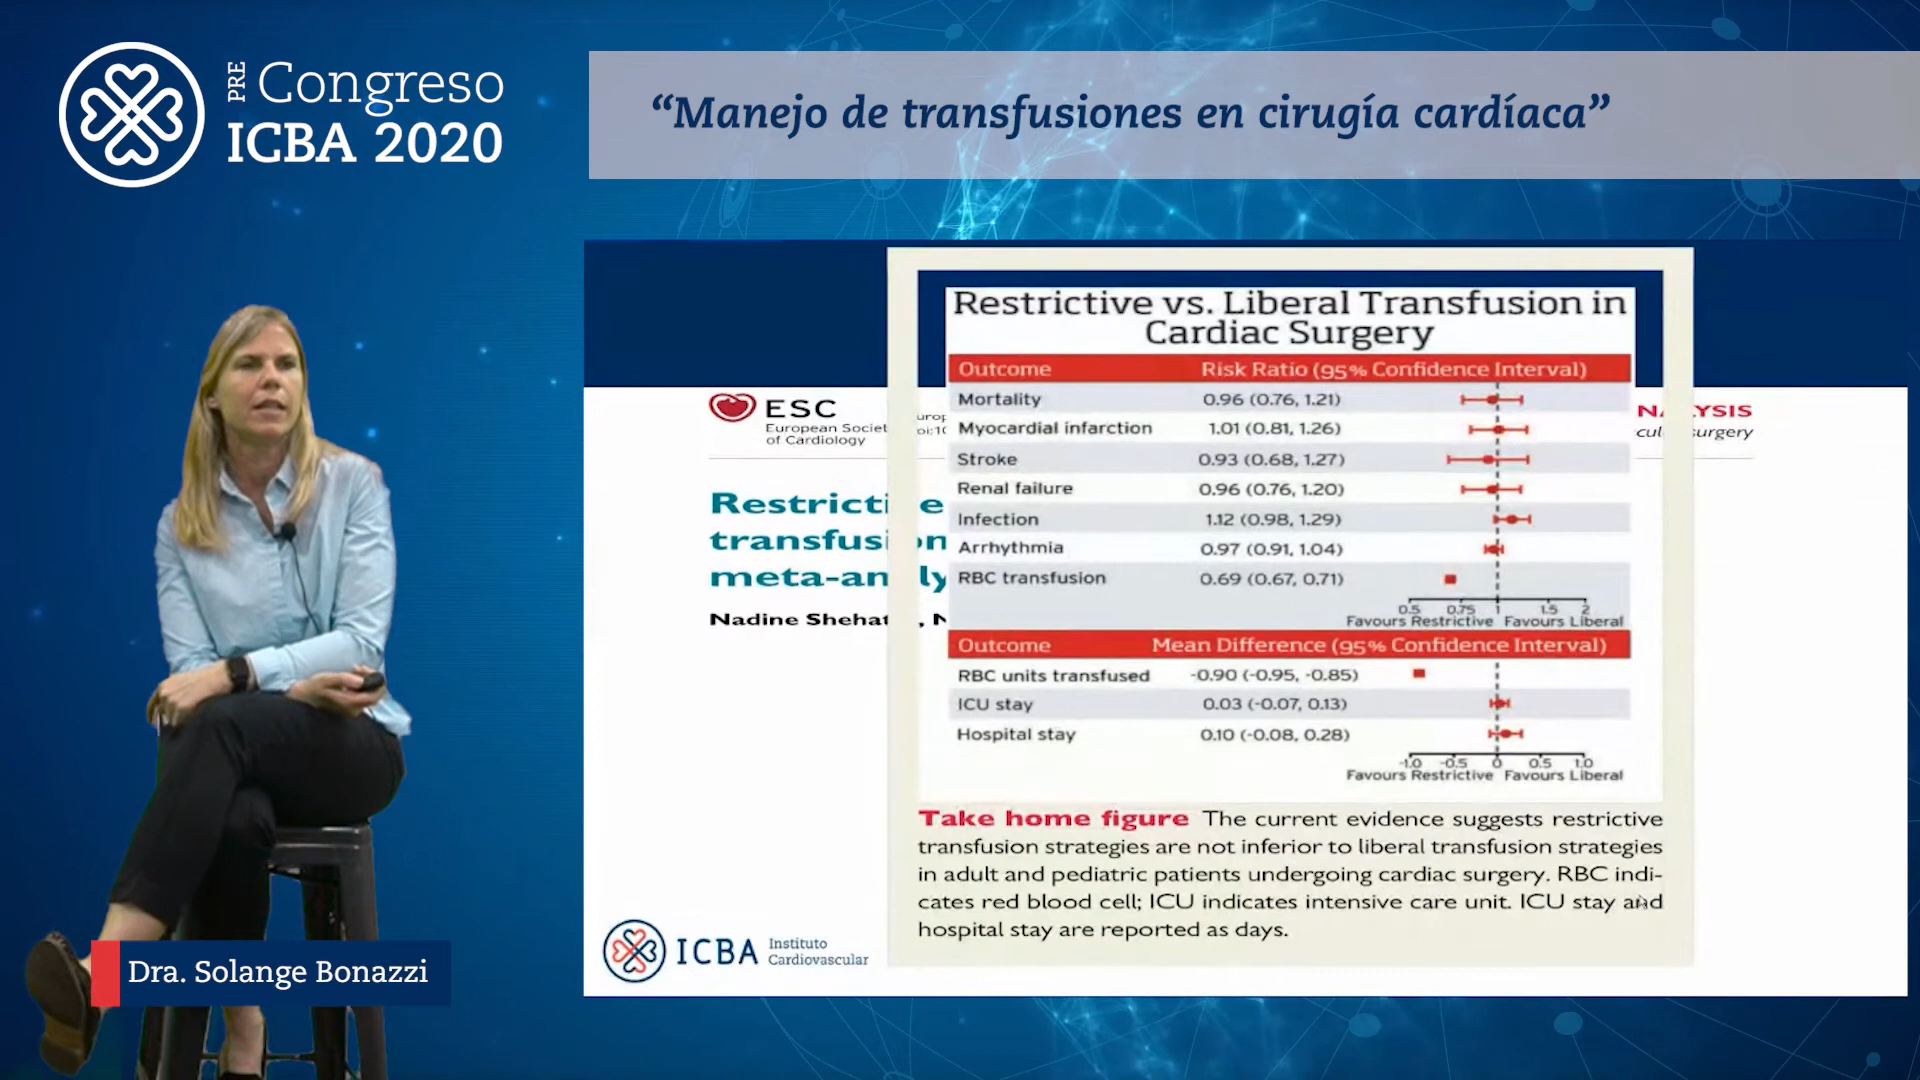 PRE Congreso
ICBA 2020
“Manejo de transfusiones en cirugía cardíaca”
Restrictive vs. Liberal Transfusion in
Cardiac Surgery
Outcome Risk Ratio (95% Confidence Interval)
Mortality 0.96 (0.76, 1.21)
Myocardial infarction 1.01 (0.81, 1.26)
Stroke 0.93 (0.68, 1.27)
Renal failure 0.96 (0.76, 1.20)
Infection 1.12 (0.98, 1.29)
Arrhythmia 0.97 (0.91, 1.04)
RBC transfusion 0.69 (0.67, 0.71)
0.5 0.75 1 1.5 2
Favours Restrictive Favours Liberal
Outcome Mean Difference (95% Confidence Interval)
RBC units transfused -0.90 (-0.95, -0.85)
ICU stay 0.03 (-0.07, 0.13)
Hospital stay 0.10 (-0.08, 0.28)
-1.0 -0.5 0 0.5 1.0
Favours Restrictive Favours Liberal
Take home figure The current evidence suggests restrictive
transfusion strategies are not inferior to liberal transfusion strategies
in adult and pediatric patients undergoing cardiac surgery. RBC indi-
cates red blood cell; ICU indicates intensive care unit. ICU stay and
hospital stay are reported as days.
ESC
European Societ
of Cardiology
Nadine
ICBA Instituto
Cardiovascular
Dra. Solange Bonazzi